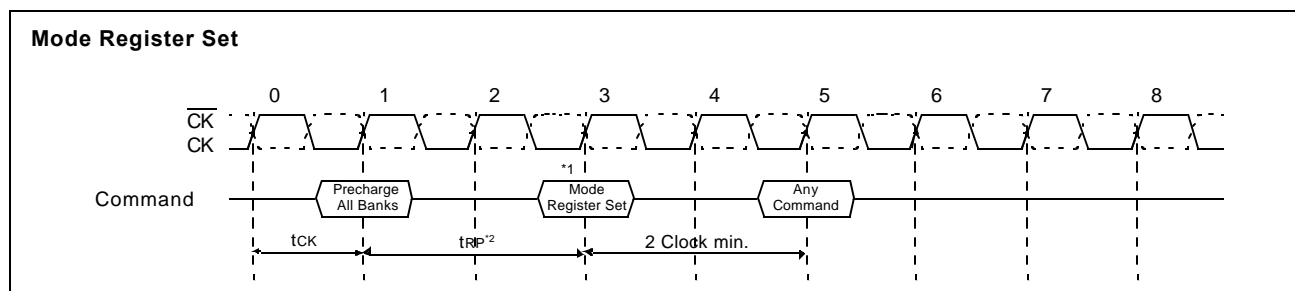 Mode Register Set
0 1 2 3 4 5 6 7 8
CK
CK
*1
Command
Precharge
All Banks
Mode
Register Set
Any
Command
tCK
tRP*2
2 Clock min.